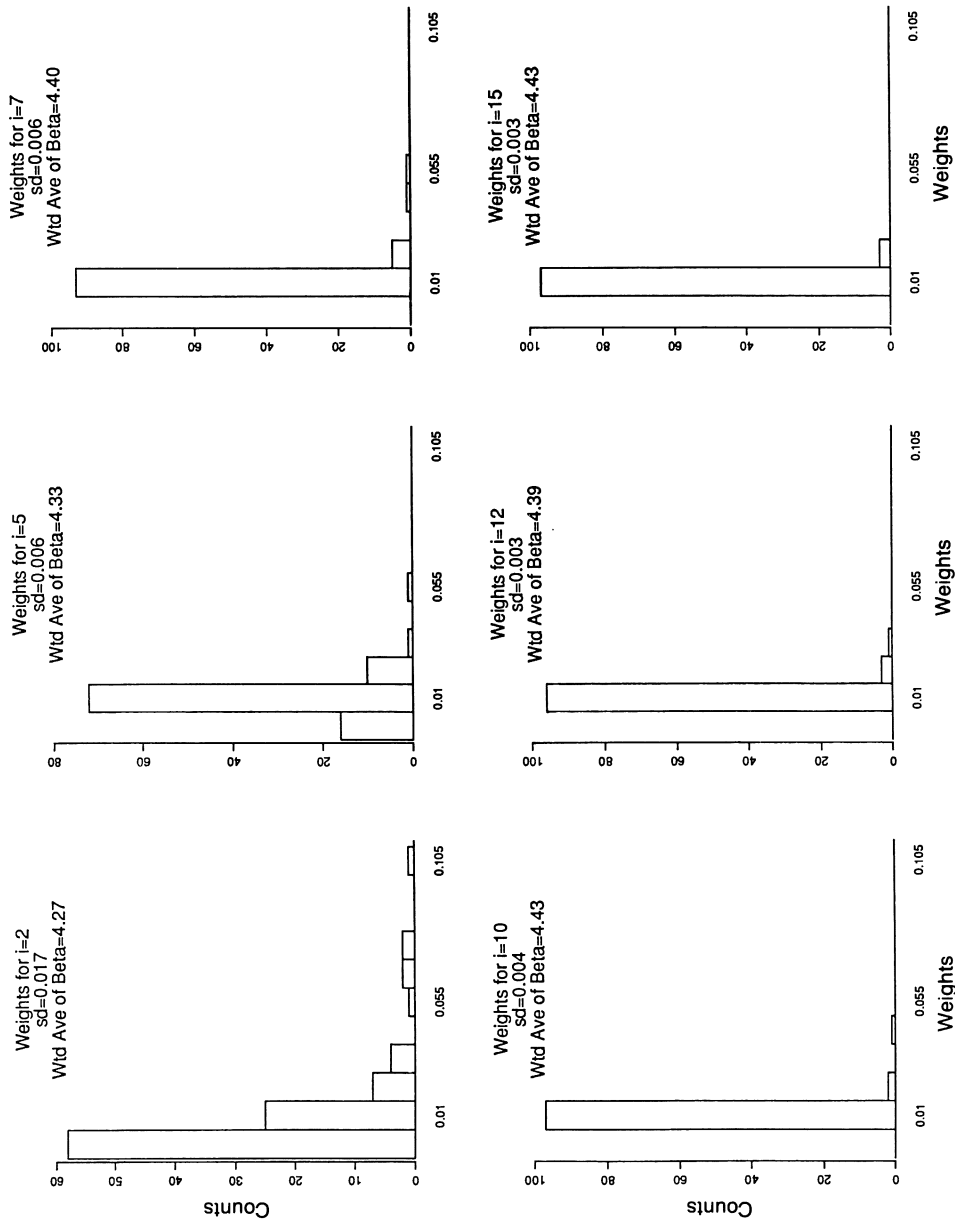 Weights for i=2
sd=0.017
Wtd Ave of Beta=4.27
Counts
60
50
40
30
20
10
0
0.01
0.055
0.105
Weights for i=5
sd=0.006
Wtd Ave of Beta=4.33
80
60
40
20
0
0.01
0.055
0.105
Weights for i=7
sd=0.006
Wtd Ave of Beta=4.40
100
80
60
40
20
0
0.01
0.055
0.105
Weights for i=10
sd=0.004
Wtd Ave of Beta=4.43
Counts
100
80
60
40
20
0
0.01
0.055
0.105
Weights
Weights for i=12
sd=0.003
Wtd Ave of Beta=4.39
100
80
60
40
20
0
0.01
0.055
0.105
Weights
Weights for i=15
sd=0.003
Wtd Ave of Beta=4.43
100
80
60
40
20
0
0.01
0.055
0.105
Weights